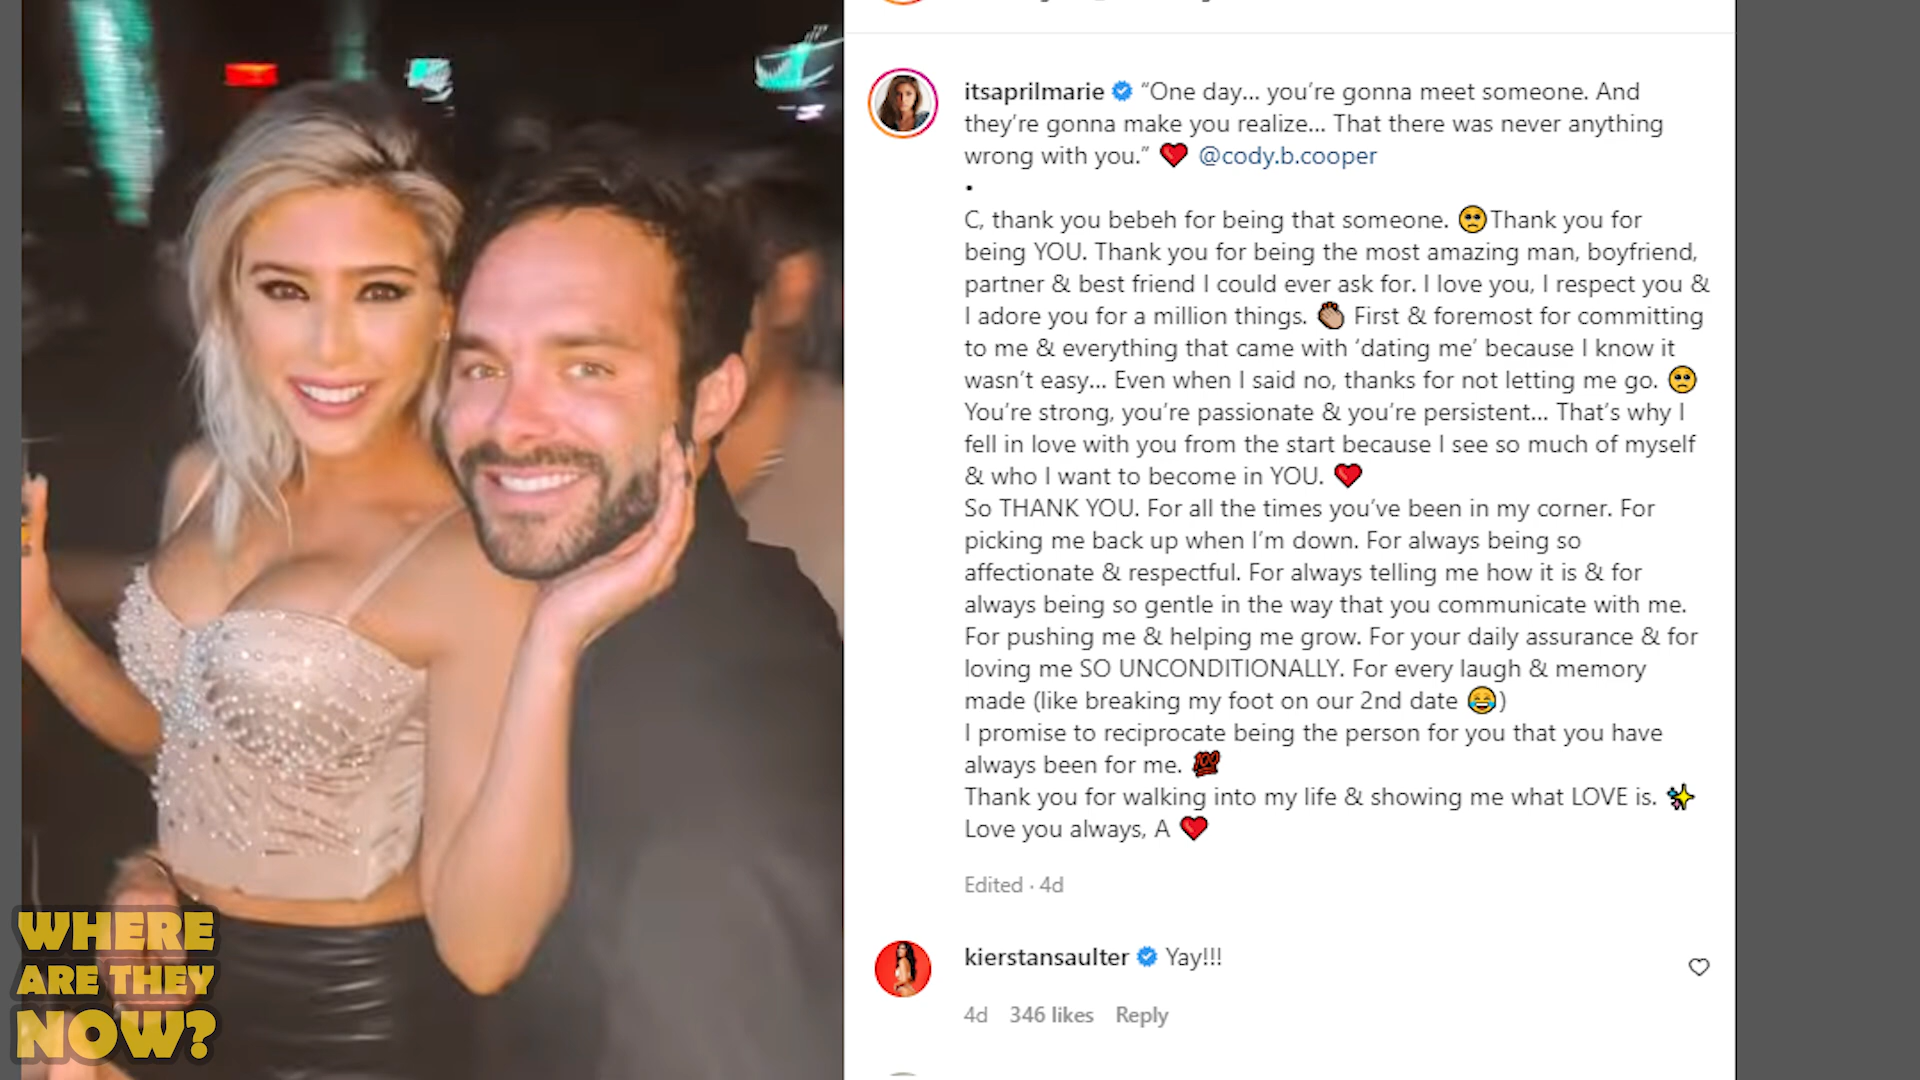 itsaprilmarie “One day... you’re gonna meet someone. And
they’re gonna make you realize... That there was never anything
wrong with you.” ❤️ @cody.b.cooper
•
C, thank you bebeh for being that someone. 🥺Thank you for
being YOU. Thank you for being the most amazing man, boyfriend,
partner & best friend I could ever ask for. I love you, I respect you &
I adore you for a million things. 👏🏼 First & foremost for committing
to me & everything that came with ‘dating me’ because I know it
wasn’t easy... Even when I said no, thanks for not letting me go. 🥺
You’re strong, you’re passionate & you’re persistent... That’s why I
fell in love with you from the start because I see so much of myself
& who I want to become in YOU. ❤️
So THANK YOU. For all the times you’ve been in my corner. For
picking me back up when I’m down. For always being so
affectionate & respectful. For always telling me how it is & for
always being so gentle in the way that you communicate with me.
For pushing me & helping me grow. For your daily assurance & for
loving me SO UNCONDITIONALLY. For every laugh & memory
made (like breaking my foot on our 2nd date 😂)
I promise to reciprocate being the person for you that you have
always been for me. 💯
Thank you for walking into my life & showing me what LOVE is. ✨
Love you always, A ❤️
Edited · 4d
kierstansaulter Yay!!!
4d 346 likes Reply
WHERE
ARE THEY
NOW?